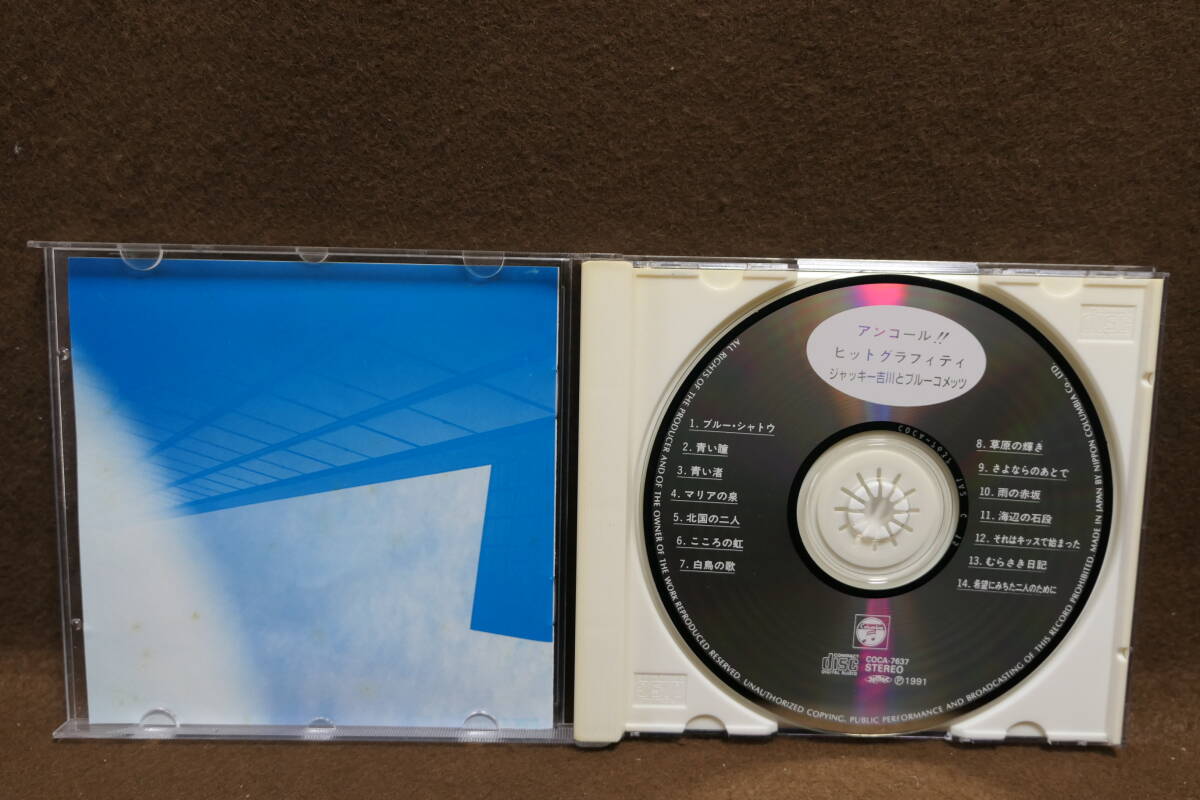 アンコール!!
ヒットグラフィティ
ジャッキー吉川とブルーコメッツ
1. ブルー・シャトウ
2. 青い瞳
3. 青い渚
4. マリアの泉
5. 北国の二人
6. こころの虹
7. 白鳥の歌
8. 草原の輝き
9. さよならのあとで
10. 雨の赤坂
11. 海辺の石段
12. それはキッスで始まった
13. むらさき日記
14. 希望にみちた二人のために
COMPACT
disc
DIGITAL AUDIO
COCA-7637
STEREO
Ⓟ1991
ALL RIGHTS OF THE PRODUCER AND OF THE OWNER OF THE WORK REPRODUCED RESERVED. UNAUTHORIZED COPYING, PUBLIC PERFORMANCE AND BROADCASTING OF THIS RECORD PROHIBITED. MADE IN JAPAN BY NIPPON COLUMBIA CO., LTD.